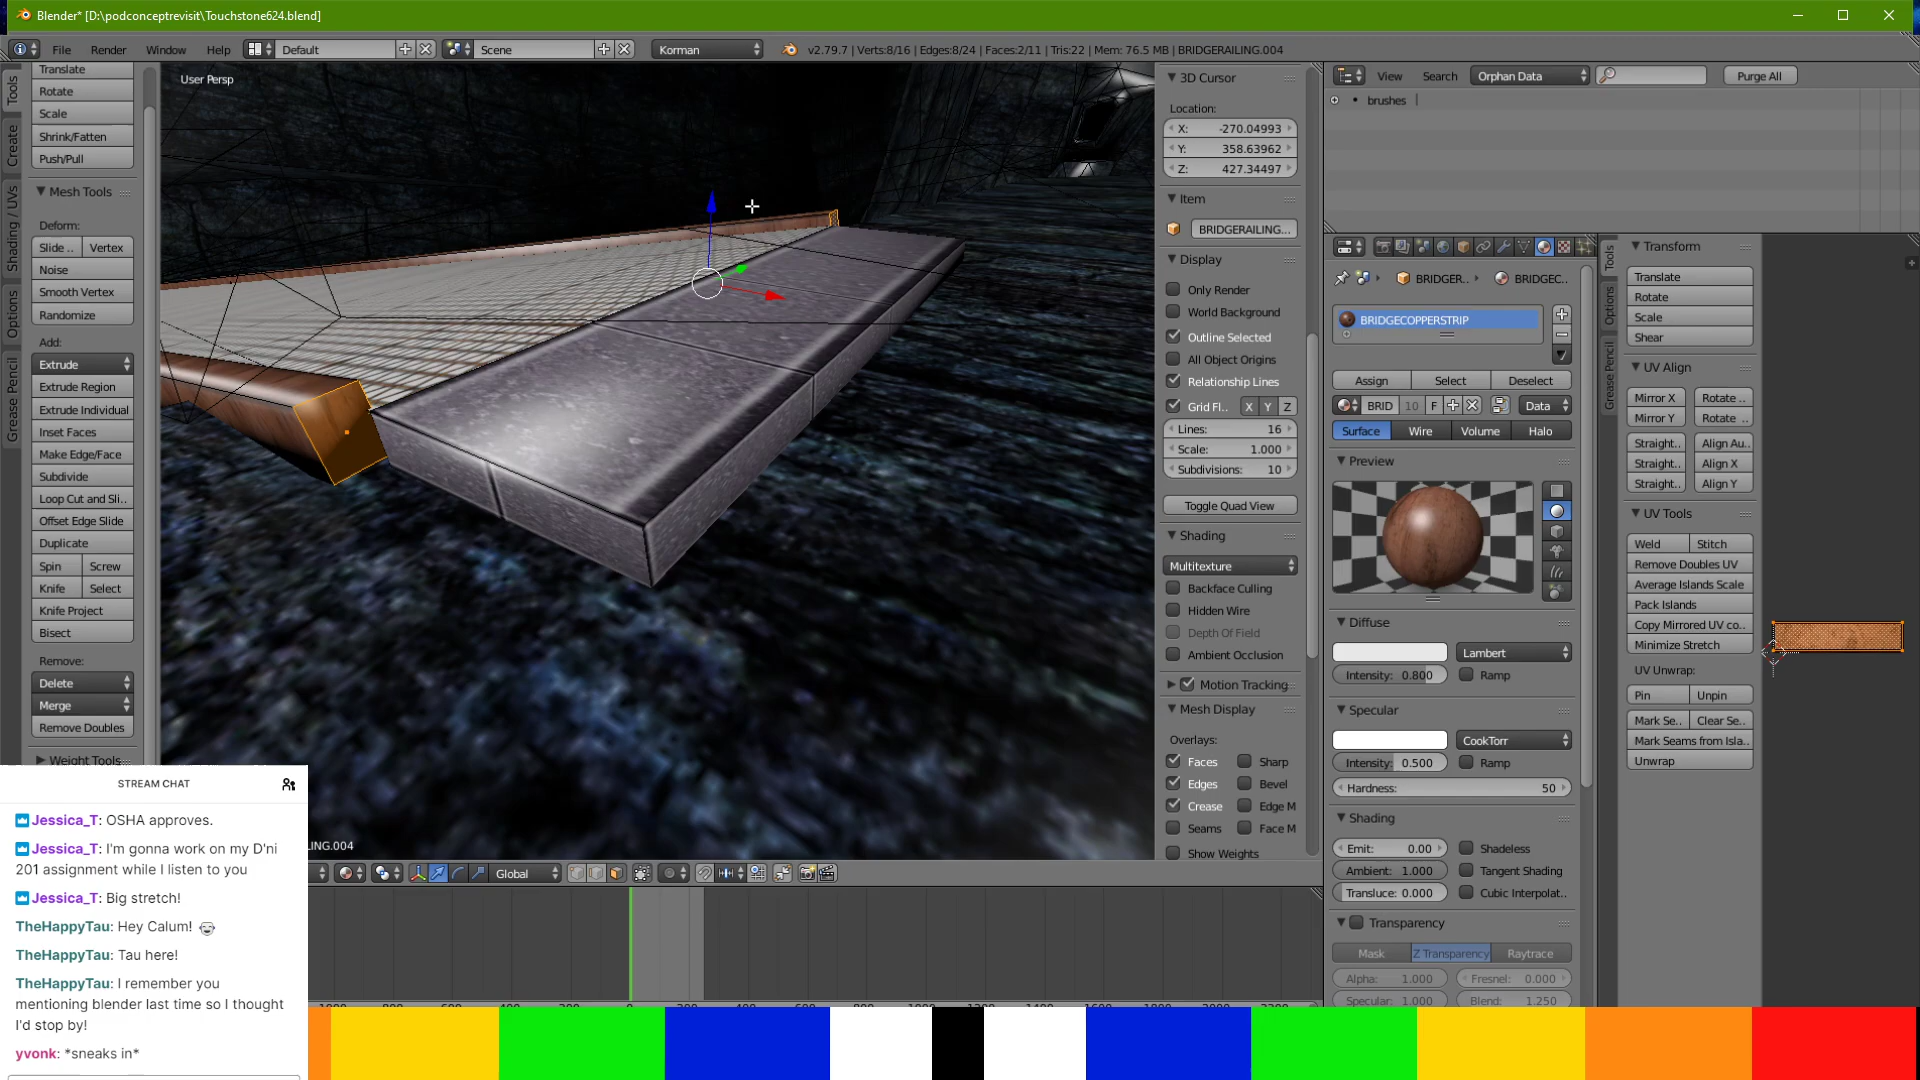 Blender* [D:\podconceptrevisit\Touchstone624.blend]
File Render Window Help Default Scene Korman v2.79.7 | Verts:8/16 | Edges:8/24 | Faces:2/11 | Tris:22 | Mem: 76.5 MB | BRIDGERAILING.004
Tools
Create
Shading / UVs
Options
Grease Pencil
Translate
Rotate
Scale
Shrink/Fatten
Push/Pull
Mesh Tools
Deform:
Slide .. Vertex
Noise
Smooth Vertex
Randomize
Add:
Extrude
Extrude Region
Extrude Individual
Inset Faces
Make Edge/Face
Subdivide
Loop Cut and Sli..
Offset Edge Slide
Duplicate
Spin Screw
Knife Select
Knife Project
Bisect
Remove:
Delete
Merge
Remove Doubles
Weight Tools
User Persp
LING.004
Global
3D Cursor
Location:
X: -270.04993
Y: 358.63962
Z: 427.34497
Item
BRIDGERAILING...
Display
Only Render
World Background
Outline Selected
All Object Origins
Relationship Lines
Grid Fl.. X Y Z
Lines: 16
Scale: 1.000
Subdivisions: 10
Toggle Quad View
Shading
Multitexture
Backface Culling
Hidden Wire
Depth Of Field
Ambient Occlusion
Motion Tracking
Mesh Display
Overlays:
Faces Sharp
Edges Bevel
Crease Edge M
Seams Face M
Show Weights
View Search Orphan Data Purge All
brushes
BRIDGER.. BRIDGEC..
BRIDGECOPPERSTRIP
Assign Select Deselect
BRID 10 F Data
Surface Wire Volume Halo
Preview
Diffuse
Lambert
Intensity: 0.800 Ramp
Specular
CookTorr
Intensity: 0.500 Ramp
Hardness: 50
Shading
Emit: 0.00 Shadeless
Ambient: 1.000 Tangent Shading
Transluce: 0.000 Cubic Interpolat..
Transparency
Mask Z Transparency Raytrace
Alpha: 1.000 Fresnel: 0.000
Specular: 1.000 Blend: 1.250
Tools
Options
Grease Pencil
Transform
Translate
Rotate
Scale
Shear
UV Align
Mirror X Rotate ..
Mirror Y Rotate ..
Straight.. Align Au..
Straight.. Align X
Straight.. Align Y
UV Tools
Weld Stitch
Remove Doubles UV
Average Islands Scale
Pack Islands
Copy Mirrored UV co..
Minimize Stretch
UV Unwrap:
Pin Unpin
Mark Se.. Clear Se..
Mark Seams from Isla..
Unwrap
STREAM CHAT
Jessica_T: OSHA approves.
Jessica_T: I'm gonna work on my D'ni
201 assignment while I listen to you
Jessica_T: Big stretch!
TheHappyTau: Hey Calum!
TheHappyTau: Tau here!
TheHappyTau: I remember you
mentioning blender last time so I thought
I'd stop by!
yvonk: *sneaks in*